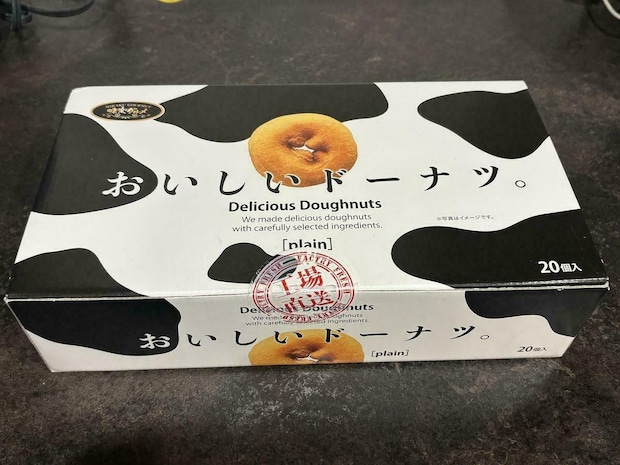 おいしいドーナツ。
Delicious Doughnuts
We made delicious doughnuts
with carefully selected ingredients.
※写真はイメージです。
[plain]
20個入
工場
直送
おいしいドーナツ。
[plain]
20個入